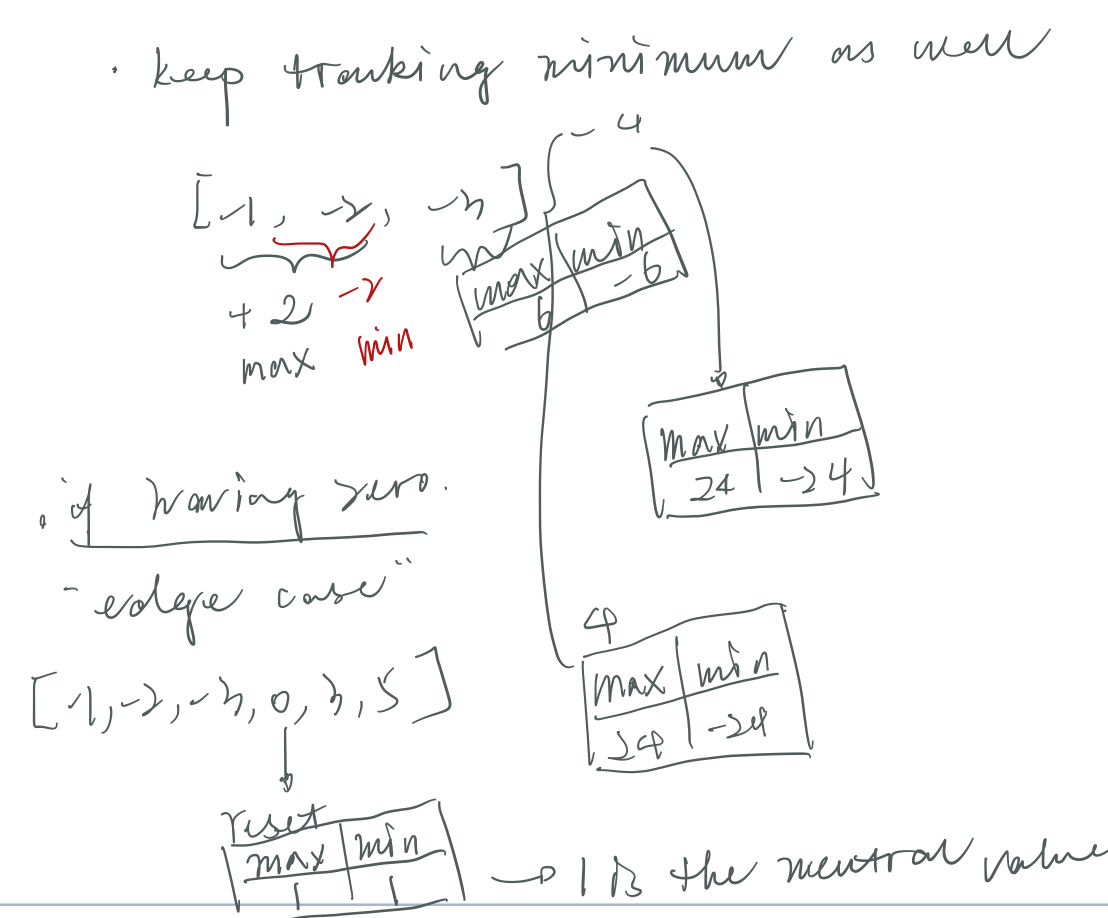 · keep tranking minimum as well
[-1, -2, -3]
-4
max min
6 -6
+2 -2
max min
max min
24 -24
· if having zero.
"edge case"
4
max min
24 -24
[-1, -2, -3, 0, 3, 5]
reset
max min
1 1
→ 1 is the neutral value